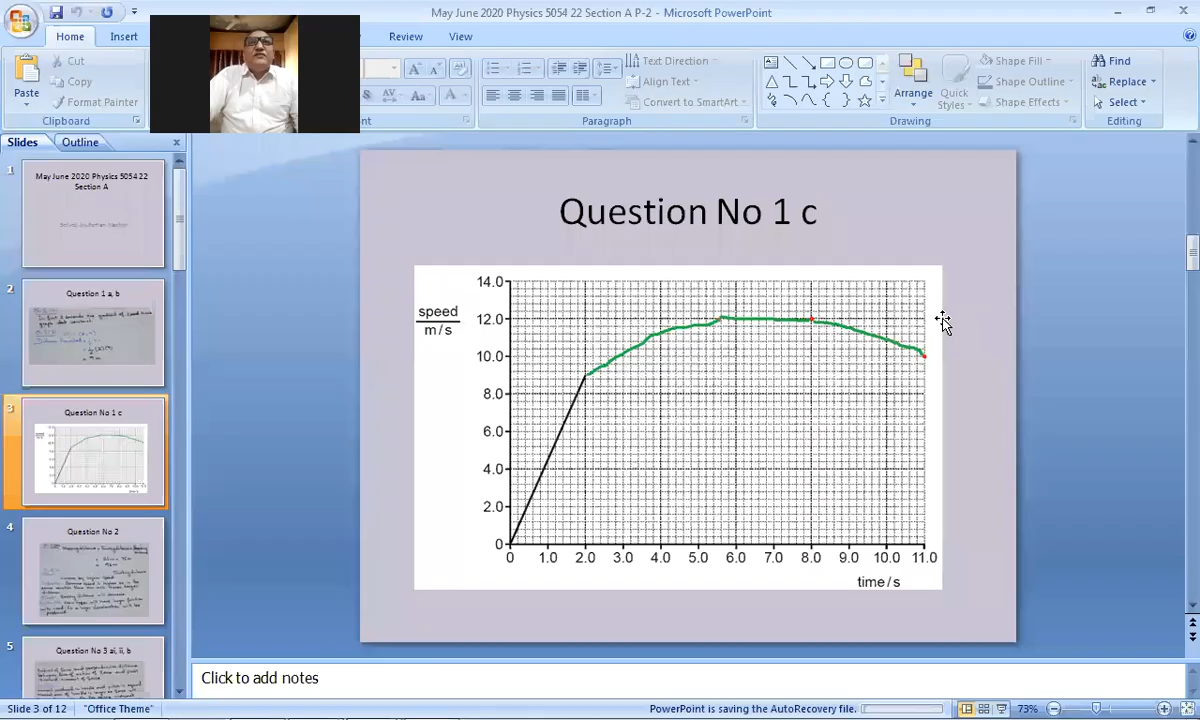 May June 2020 Physics 5054 22 Section A P-2 - Microsoft PowerPoint
Home
Insert
Review
View
Paste
Cut
Copy
Format Painter
Clipboard
Text Direction
Align Text
Convert to SmartArt
Paragraph
Arrange
Quick
Styles
Shape Fill
Shape Outline
Shape Effects
Drawing
Find
Replace
Select
Editing
Slides
Outline
1
May June 2020 Physics 5054 22
Section A
2
Question 1 a, b
3
Question No 1 c
4
Question No 2
5
Question No 3 ai, ii, b
Question No 1 c
speed
m/s
14.0
12.0
10.0
8.0
6.0
4.0
2.0
0
0 1.0 2.0 3.0 4.0 5.0 6.0 7.0 8.0 9.0 10.0 11.0
time/s
Click to add notes
Slide 3 of 12
"Office Theme"
PowerPoint is saving the AutoRecovery file.
73%